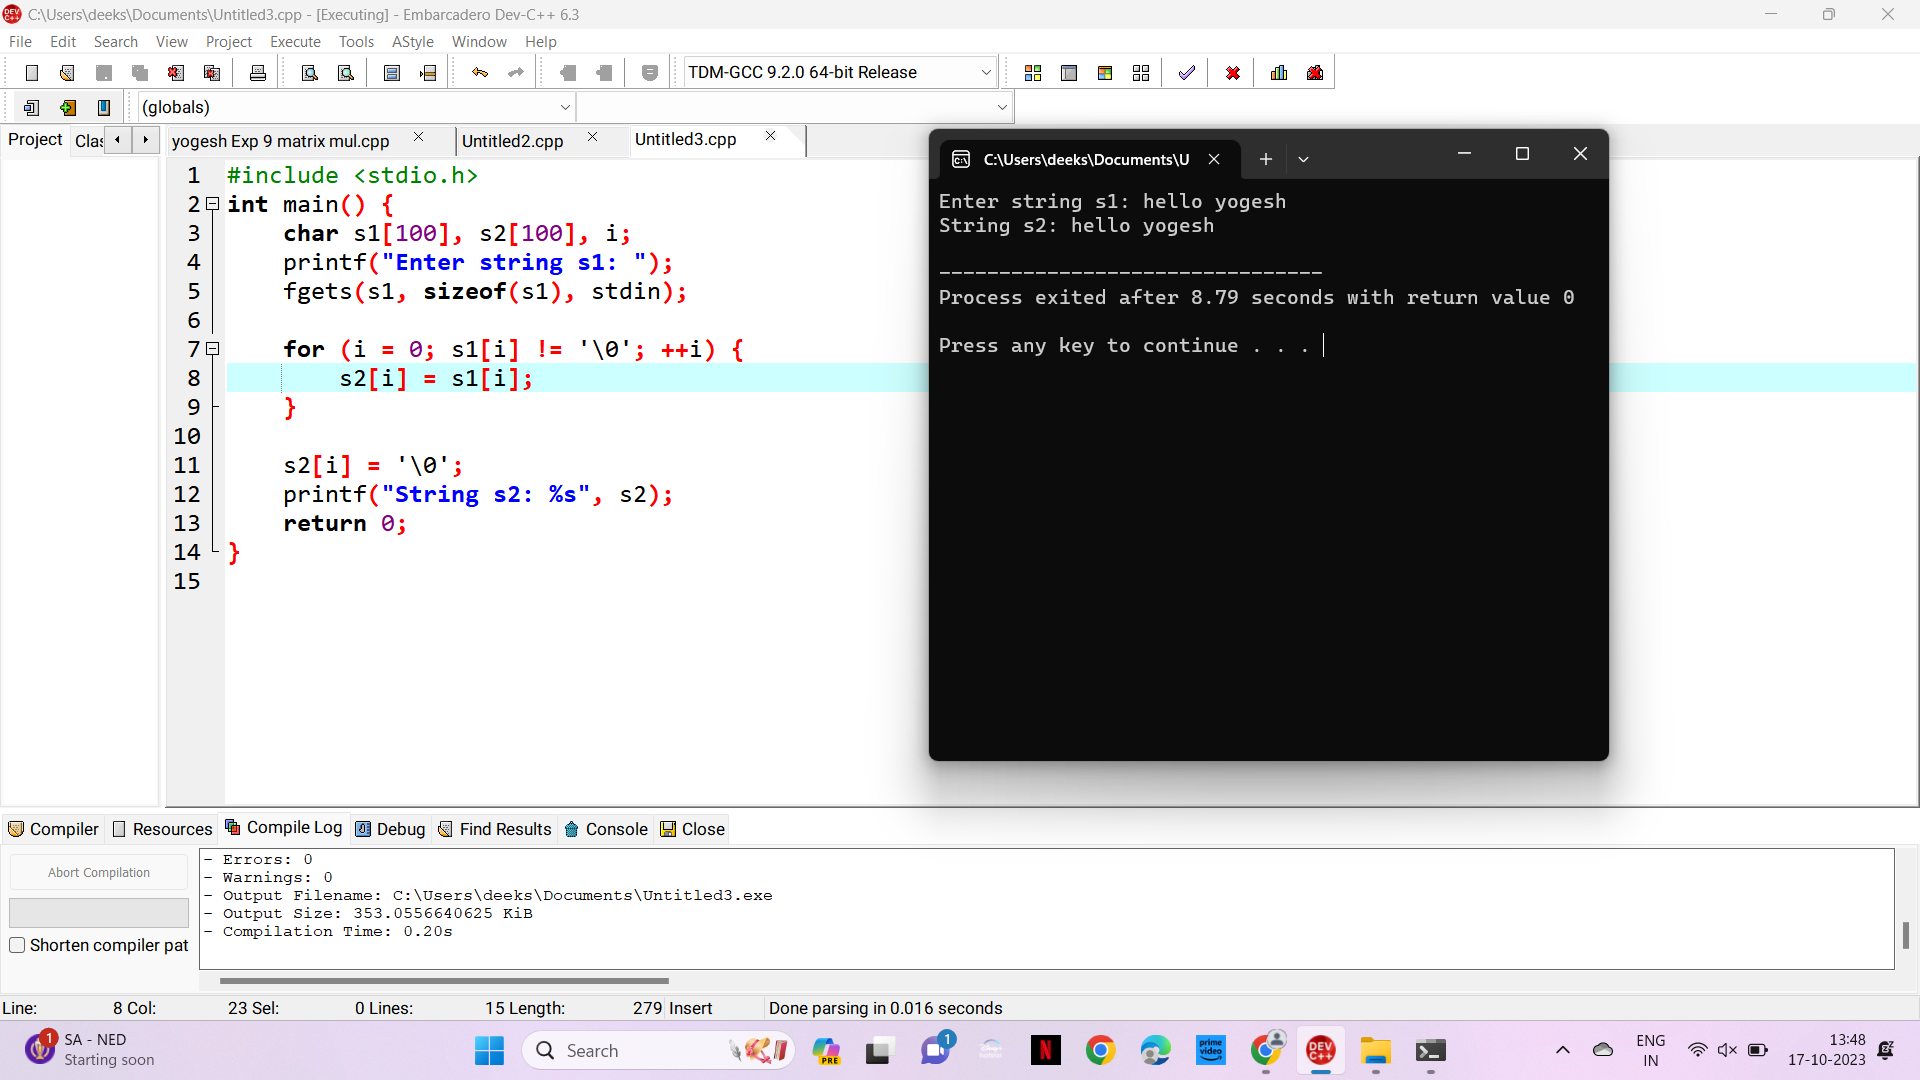 C:\Users\deeks\Documents\Untitled3.cpp - [Executing] - Embarcadero Dev-C++ 6.3
File Edit Search View Project Execute Tools AStyle Window Help
TDM-GCC 9.2.0 64-bit Release
(globals)
Project Clas yogesh Exp 9 matrix mul.cpp Untitled2.cpp Untitled3.cpp
1 #include <stdio.h>
2 int main() {
3 char s1[100], s2[100], i;
4 printf("Enter string s1: ");
5 fgets(s1, sizeof(s1), stdin);
6
7 for (i = 0; s1[i] != '\0'; ++i) {
8 s2[i] = s1[i];
9 }
10
11 s2[i] = '\0';
12 printf("String s2: %s", s2);
13 return 0;
14 }
15
C:\Users\deeks\Documents\U
Enter string s1: hello yogesh
String s2: hello yogesh
--------------------------------
Process exited after 8.79 seconds with return value 0
Press any key to continue . . .
Compiler Resources Compile Log Debug Find Results Console Close
Abort Compilation
Shorten compiler pat
- Errors: 0
- Warnings: 0
- Output Filename: C:\Users\deeks\Documents\Untitled3.exe
- Output Size: 353.0556640625 KiB
- Compilation Time: 0.20s
Line: 8 Col: 23 Sel: 0 Lines: 15 Length: 279 Insert Done parsing in 0.016 seconds
1 SA - NED
Starting soon
Search
PRE
1
N
prime video
DEV C++
ENG
IN
13:48
17-10-2023